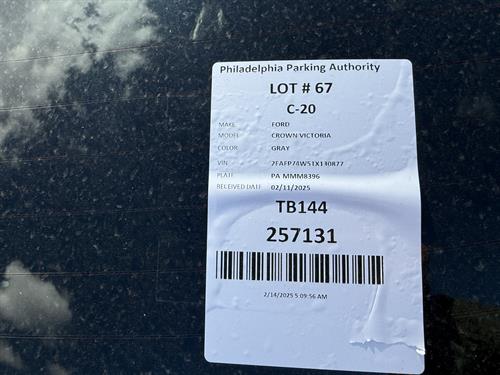 Philadelphia Parking Authority
LOT # 67
C-20
MAKE FORD
MODEL CROWN VICTORIA
COLOR GRAY
VIN 2FAFP74W51X130877
PLATE PA MMM8396
RELEIVED DATE 02/11/2025
TB144
257131
2/14/2025 5:09:56 AM